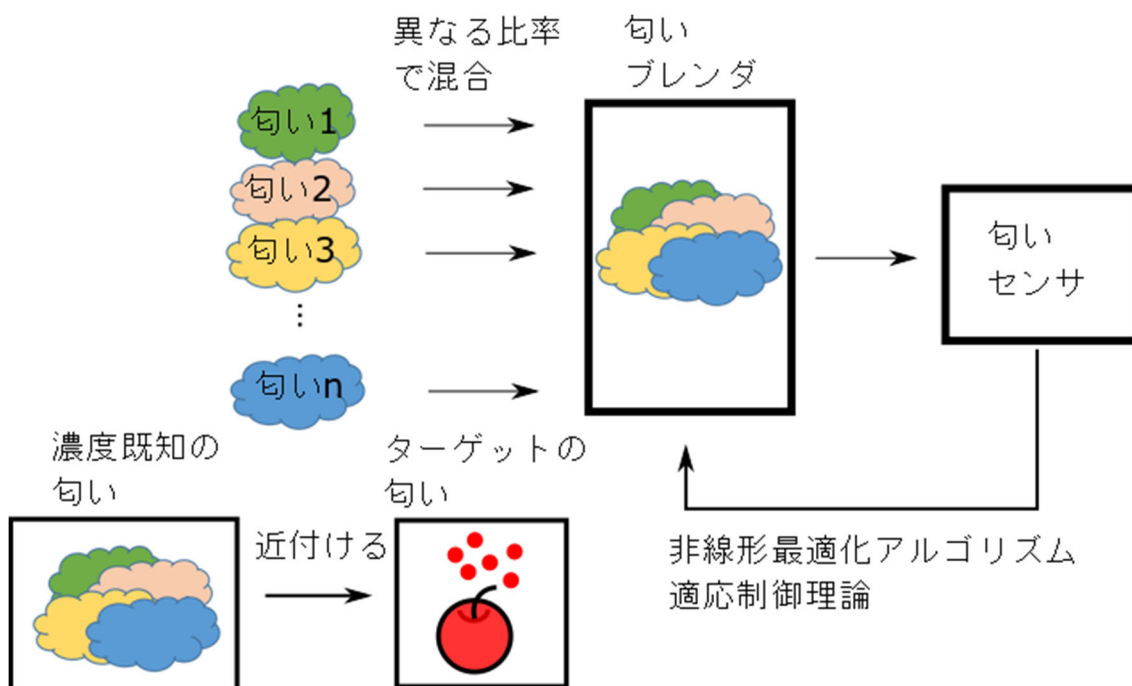 異なる比率
で混合
匂い
ブレンダ
匂い1
匂い2
匂い3
⋮
匂いn
匂い
センサ
濃度既知の
匂い
近付ける
ターゲットの
匂い
非線形最適化アルゴリズム
適応制御理論